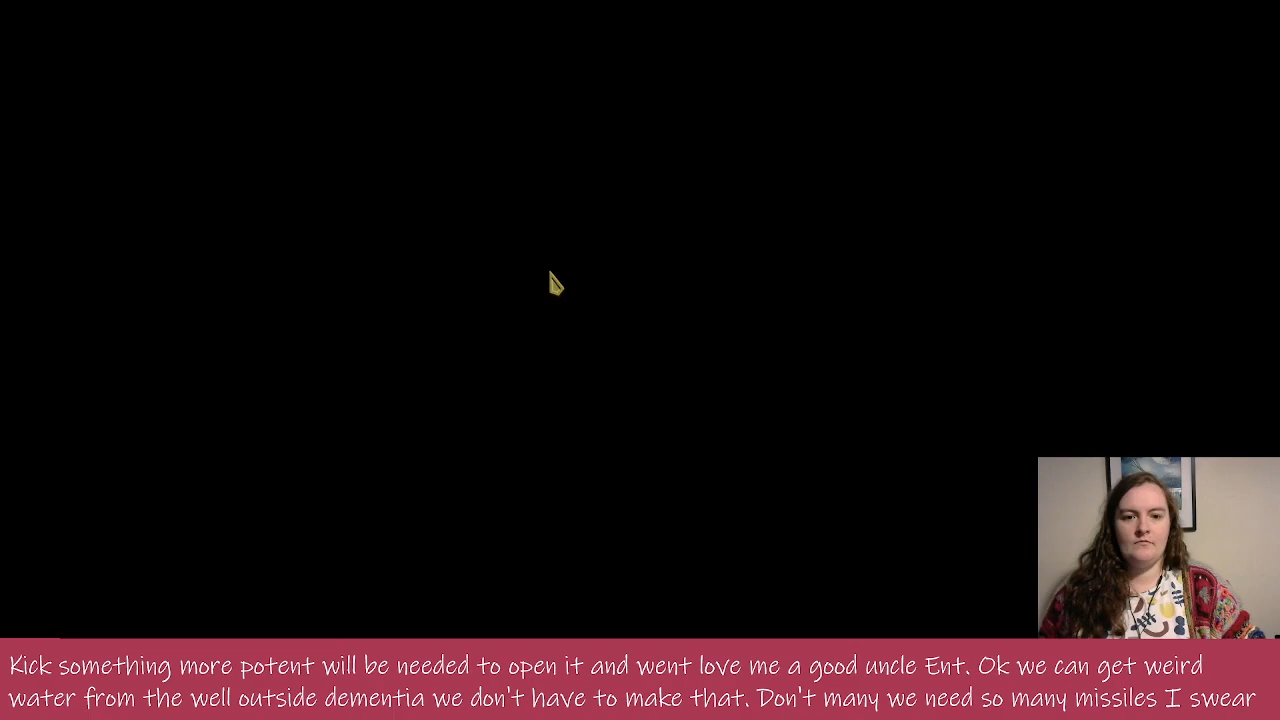 Kick something more potent will be needed to open it and went love me a good uncle Ent. Ok we can get weird
water from the well outside dementia we don't have to make that. Don't many we need so many missiles I swear